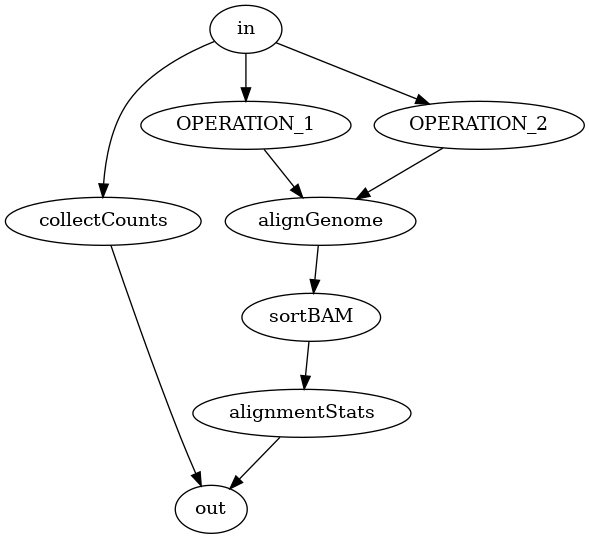 in
OPERATION_1
OPERATION_2
collectCounts
alignGenome
sortBAM
alignmentStats
out